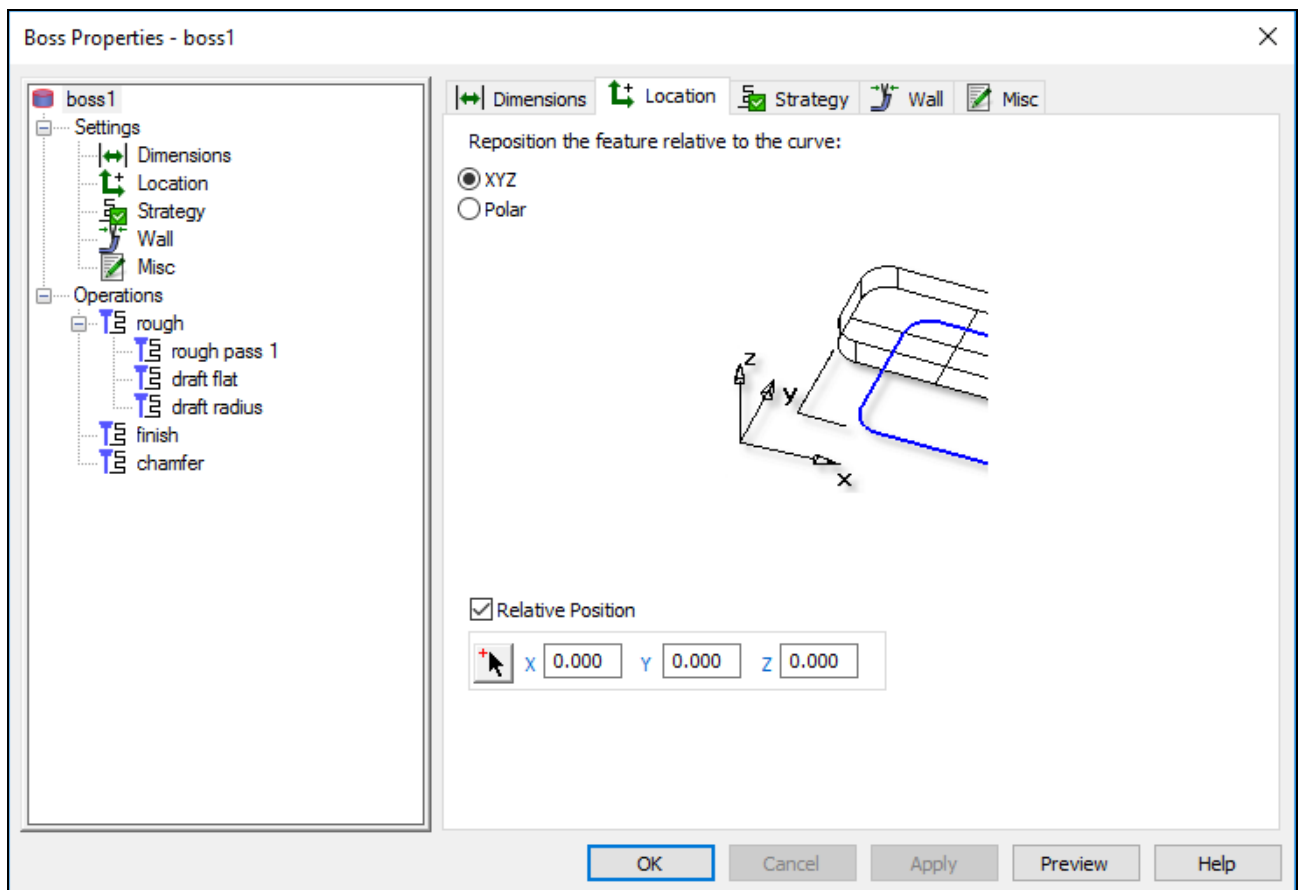 Boss Properties - boss1
boss1
Settings
Dimensions
Location
Strategy
Wall
Misc
Operations
rough
rough pass 1
draft flat
draft radius
finish
chamfer
Dimensions Location Strategy Wall Misc
Reposition the feature relative to the curve:
XYZ
Polar
z
y
x
Relative Position
X 0.000 Y 0.000 Z 0.000
OK Cancel Apply Preview Help